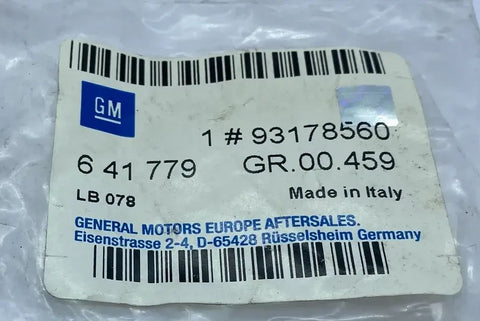 GM
1 # 93178560
6 41 779 GR.00.459
LB 078 Made in Italy
GENERAL MOTORS EUROPE AFTERSALES.
Eisenstrasse 2-4, D-65428 Rüsselsheim Germany